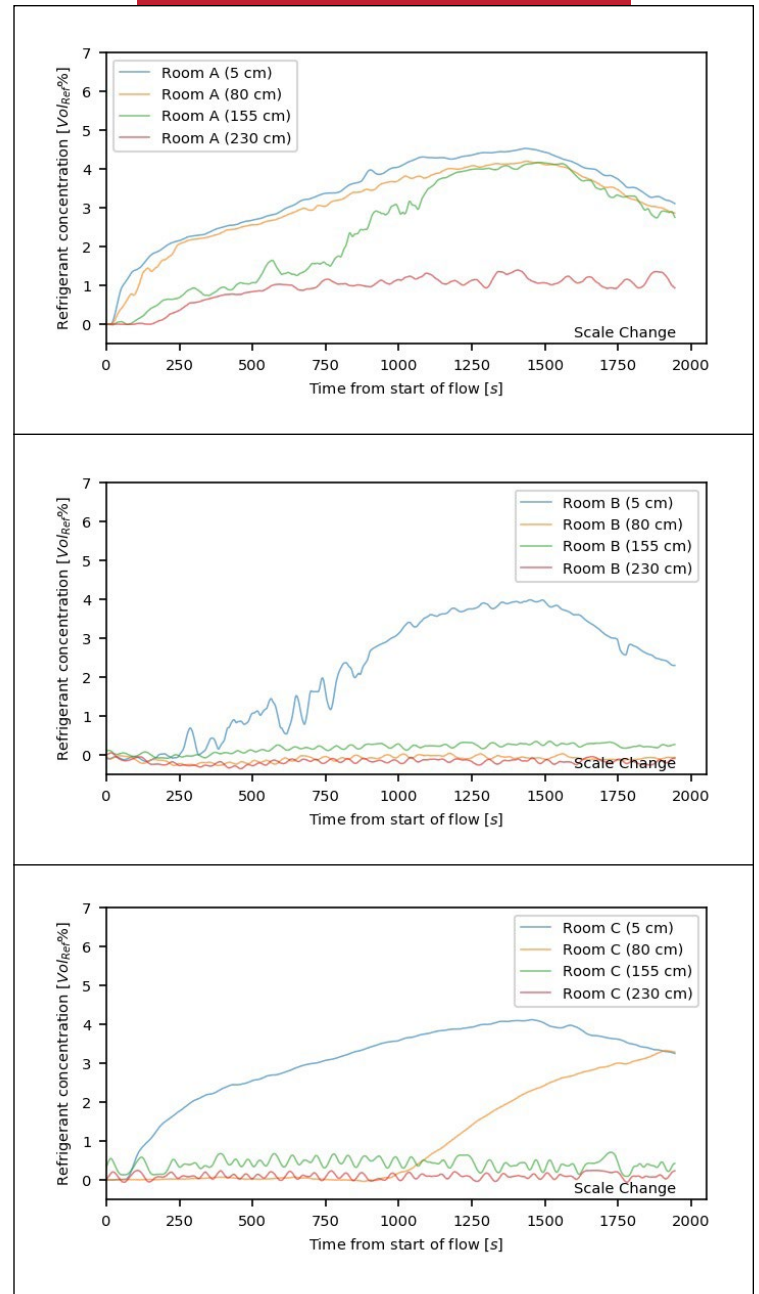 7
6
5
4
3
2
1
0
Refrigerant concentration [Vol_Ref%]
Room A (5 cm)
Room A (80 cm)
Room A (155 cm)
Room A (230 cm)
Scale Change
0 250 500 750 1000 1250 1500 1750 2000
Time from start of flow [s]
7
6
5
4
3
2
1
0
Refrigerant concentration [Vol_Ref%]
Room B (5 cm)
Room B (80 cm)
Room B (155 cm)
Room B (230 cm)
Scale Change
0 250 500 750 1000 1250 1500 1750 2000
Time from start of flow [s]
7
6
5
4
3
2
1
0
Refrigerant concentration [Vol_Ref%]
Room C (5 cm)
Room C (80 cm)
Room C (155 cm)
Room C (230 cm)
Scale Change
0 250 500 750 1000 1250 1500 1750 2000
Time from start of flow [s]